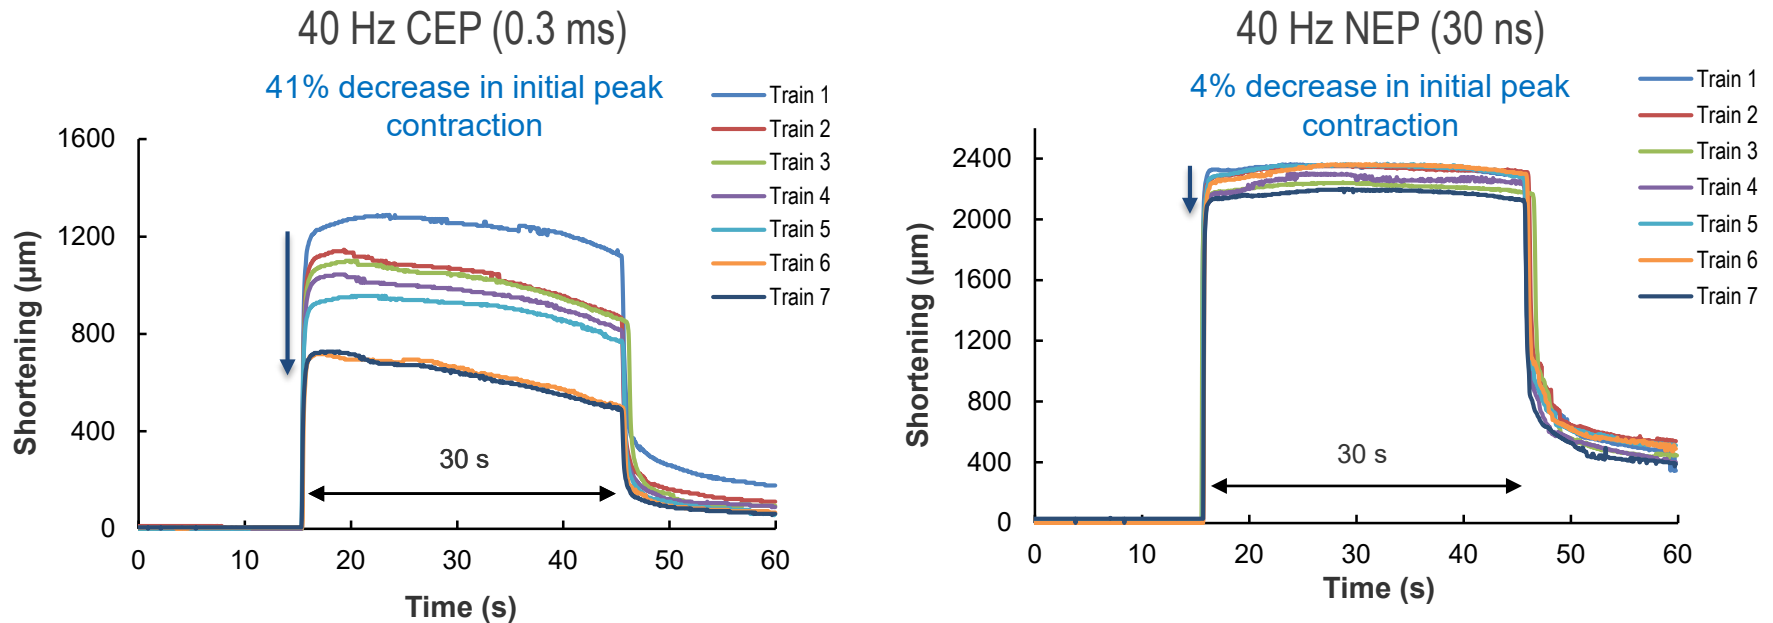 40 Hz CEP (0.3 ms)
41% decrease in initial peak
contraction
Train 1
Train 2
Train 3
Train 4
Train 5
Train 6
Train 7
Shortening (µm)
1600
1200
800
400
0
30 s
0
10
20
30
40
50
60
Time (s)
40 Hz NEP (30 ns)
4% decrease in initial peak
contraction
Train 1
Train 2
Train 3
Train 4
Train 5
Train 6
Train 7
Shortening (µm)
2400
2000
1600
1200
800
400
0
30 s
0
10
20
30
40
50
60
Time (s)